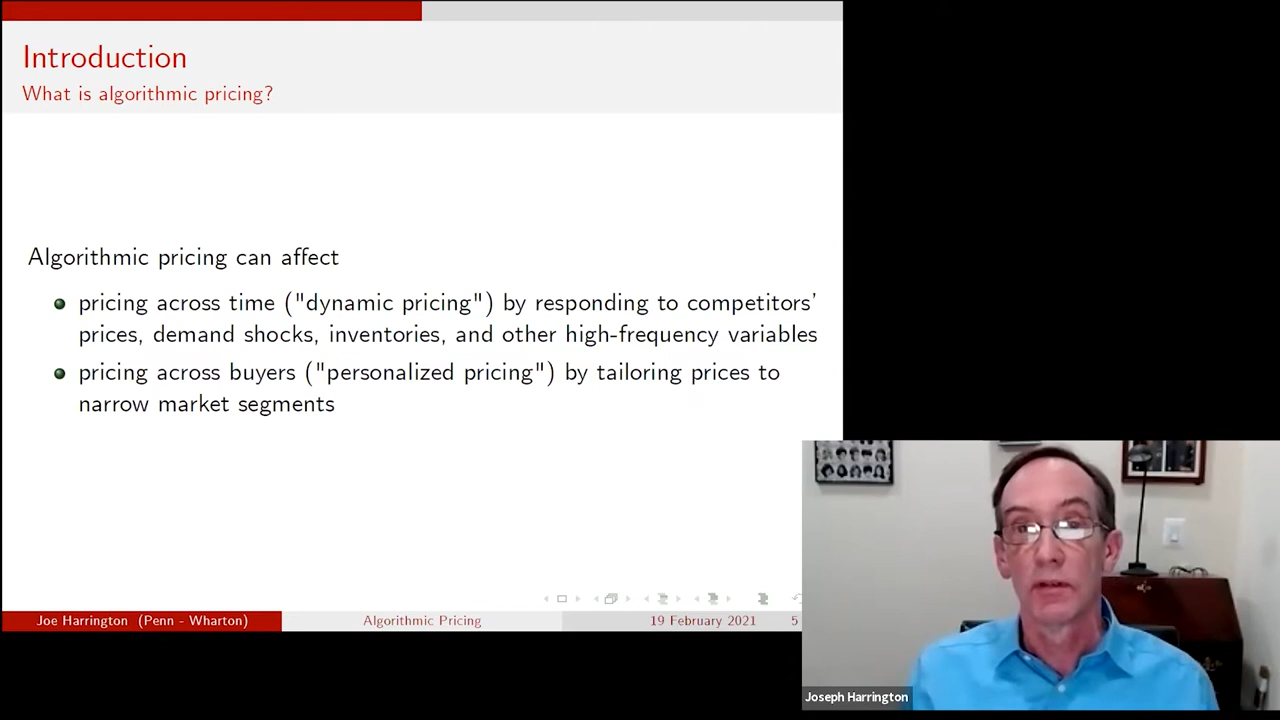 Introduction
What is algorithmic pricing?
Algorithmic pricing can affect
pricing across time ("dynamic pricing") by responding to competitors'
prices, demand shocks, inventories, and other high-frequency variables
pricing across buyers ("personalized pricing") by tailoring prices to
narrow market segments
Joe Harrington (Penn - Wharton)
Algorithmic Pricing
19 February 2021
5
Joseph Harrington